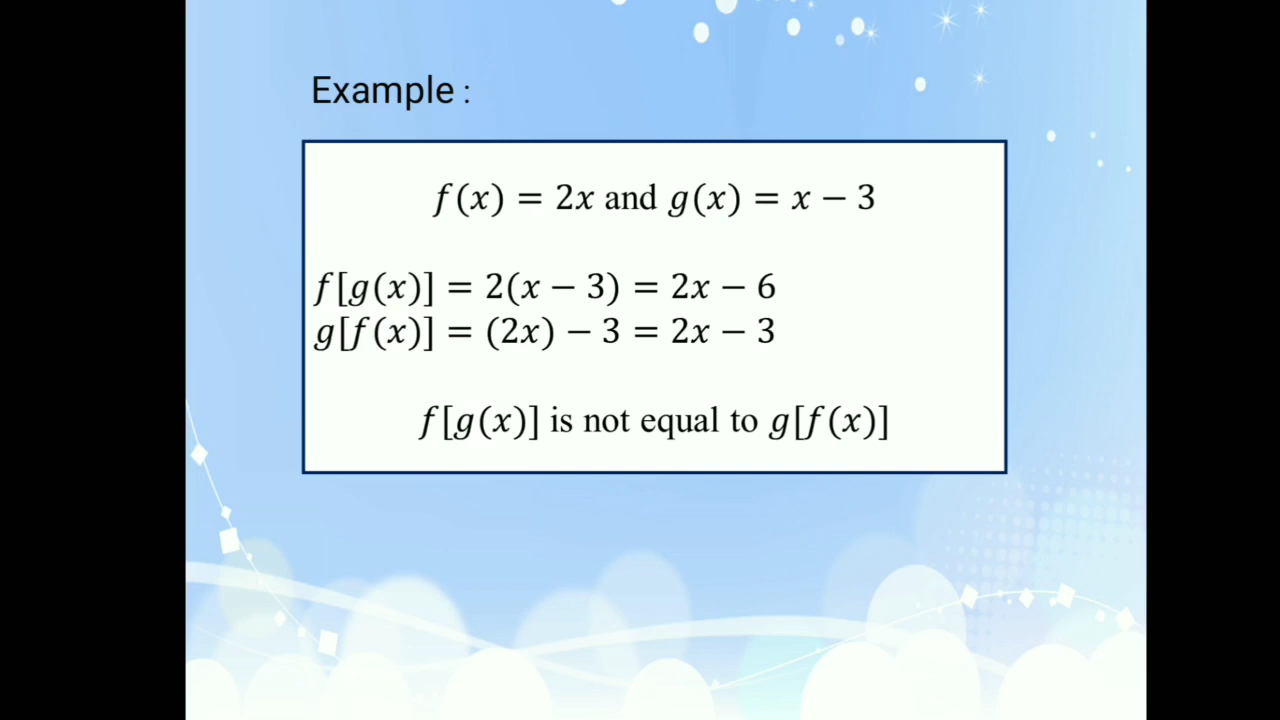 Example :
f(x) = 2x and g(x) = x − 3
f[g(x)] = 2(x − 3) = 2x − 6
g[f(x)] = (2x) − 3 = 2x − 3
f[g(x)] is not equal to g[f(x)]